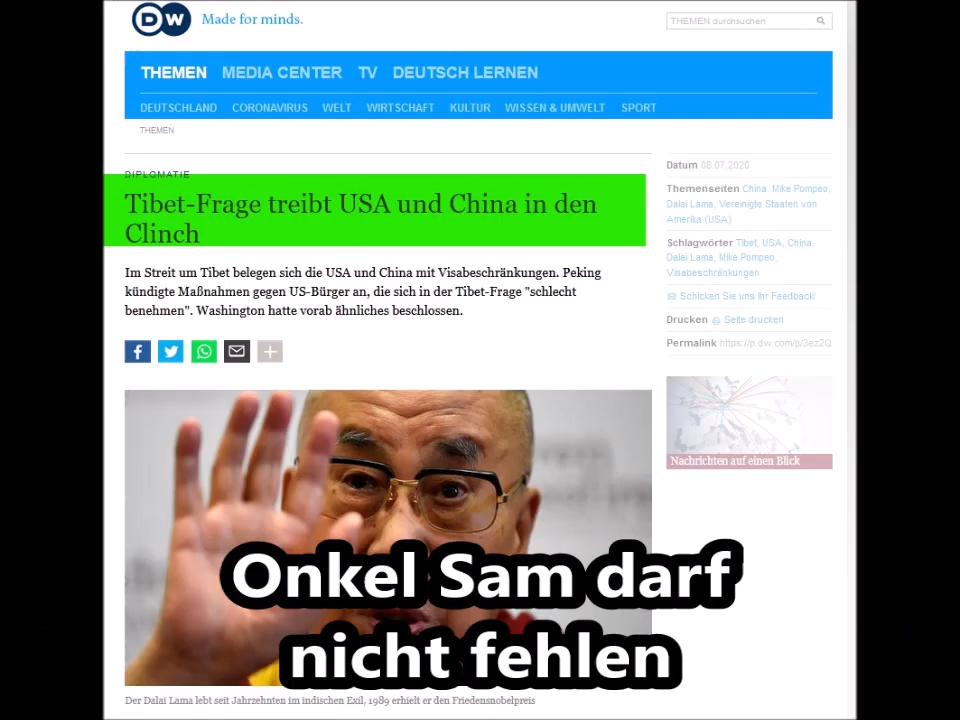 DW Made for minds.
THEMEN durchsuchen
THEMEN MEDIA CENTER TV DEUTSCH LERNEN
DEUTSCHLAND CORONAVIRUS WELT WIRTSCHAFT KULTUR WISSEN & UMWELT SPORT
THEMEN
DIPLOMATIE
Tibet-Frage treibt USA und China in den
Clinch
Im Streit um Tibet belegen sich die USA und China mit Visabeschränkungen. Peking
kündigte Maßnahmen gegen US-Bürger an, die sich in der Tibet-Frage "schlecht
benehmen". Washington hatte vorab ähnliches beschlossen.
Datum 08.07.2020
Themenseiten China, Mike Pompeo,
Dalai Lama, Vereinigte Staaten von
Amerika (USA)
Schlagwörter Tibet, USA, China,
Dalai Lama, Mike Pompeo,
Visabeschränkungen
Schicken Sie uns Ihr Feedback!
Drucken Seite drucken
Permalink https://p.dw.com/p/3ez2Q
Nachrichten auf einen Blick
Onkel Sam darf
nicht fehlen
Der Dalai Lama lebt seit Jahrzehnten im indischen Exil, 1989 erhielt er den Friedensnobelpreis